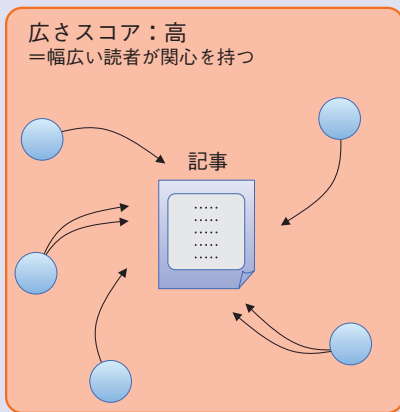 広さスコア：高
＝幅広い読者が関心を持つ
記事